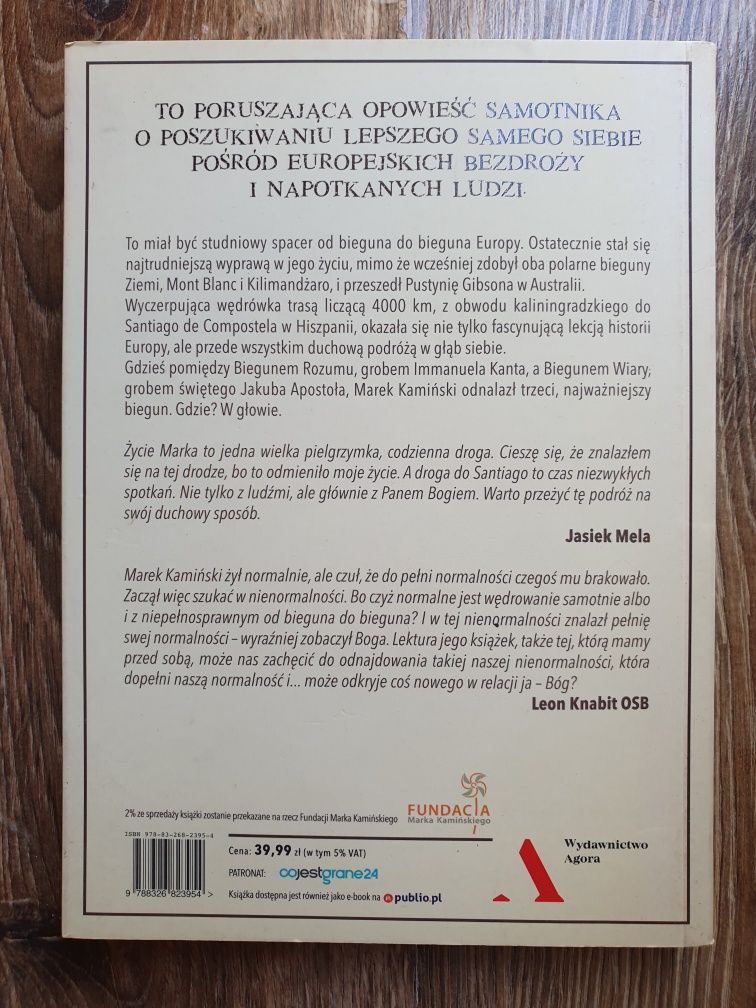 TO PORUSZAJĄCA OPOWIEŚĆ SAMOTNIKA
O POSZUKIWANIU LEPSZEGO SAMEGO SIEBIE
POŚRÓD EUROPEJSKICH BEZDROŻY
I NAPOTKANYCH LUDZI.
To miał być studniowy spacer od bieguna do bieguna Europy. Ostatecznie stał się
najtrudniejszą wyprawą w jego życiu, mimo że wcześniej zdobył oba polarne bieguny
Ziemi, Mont Blanc i Kilimandżaro, i przeszedł Pustynię Gibsona w Australii.
Wyczerpująca wędrówka trasą liczącą 4000 km, z obwodu kaliningradzkiego do
Santiago de Compostela w Hiszpanii, okazała się nie tylko fascynującą lekcją historii
Europy, ale przede wszystkim duchową podróżą w głąb siebie.
Gdzieś pomiędzy Biegunem Rozumu, grobem Immanuela Kanta, a Biegunem Wiary,
grobem świętego Jakuba Apostoła, Marek Kamiński odnalazł trzeci, najważniejszy
biegun. Gdzie? W głowie.
Życie Marka to jedna wielka pielgrzymka, codzienna droga. Cieszę się, że znalazłem
się na tej drodze, bo to odmieniło moje życie. A droga do Santiago to czas niezwykłych
spotkań. Nie tylko z ludźmi, ale głównie z Panem Bogiem. Warto przeżyć tę podróż na
swój duchowy sposób.
Jasiek Mela
Marek Kamiński żył normalnie, ale czuł, że do pełni normalności czegoś mu brakowało.
Zaczął więc szukać w nienormalności. Bo czyż normalne jest wędrowanie samotnie albo
i z niepełnosprawnym od bieguna do bieguna? I w tej nienormalności znalazł pełnię
swej normalności – wyraźniej zobaczył Boga. Lektura jego książek, także tej, którą mamy
przed sobą, może nas zachęcić do odnajdowania takiej naszej nienormalności, która
dopełni naszą normalność i... może odkryje coś nowego w relacji ja – Bóg?
Leon Knabit OSB
2% ze sprzedaży książki zostanie przekazane na rzecz Fundacji Marka Kamińskiego
FUNDACJA
Marka Kamińskiego
ISBN 978-83-268-2395-4
9 788326 823954 >
Cena: 39,99 zł (w tym 5% VAT)
PATRONAT: cojestgrane24
Książka dostępna jest również jako e-book na publio.pl
Wydawnictwo
Agora